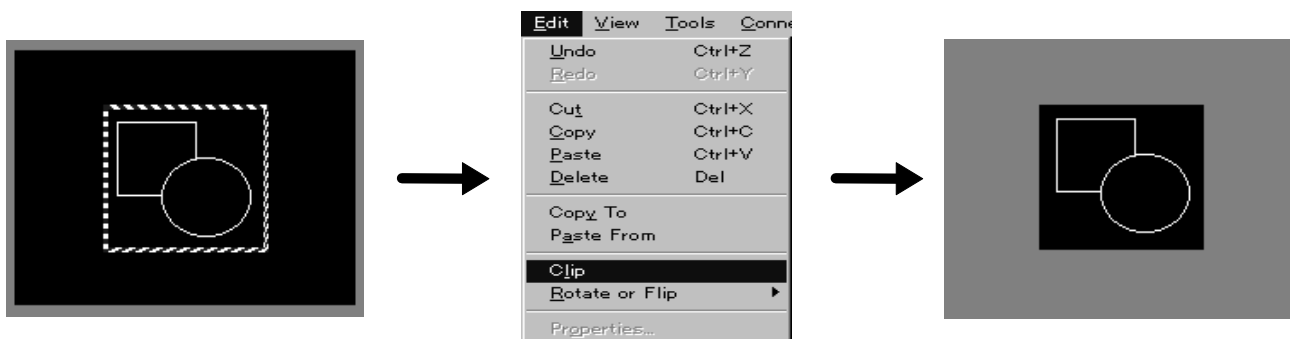 Edit View Tools Conne
Undo Ctrl+Z
Redo Ctrl+Y
Cut Ctrl+X
Copy Ctrl+C
Paste Ctrl+V
Delete Del
Copy To
Paste From
Clip
Rotate or Flip
Properties...